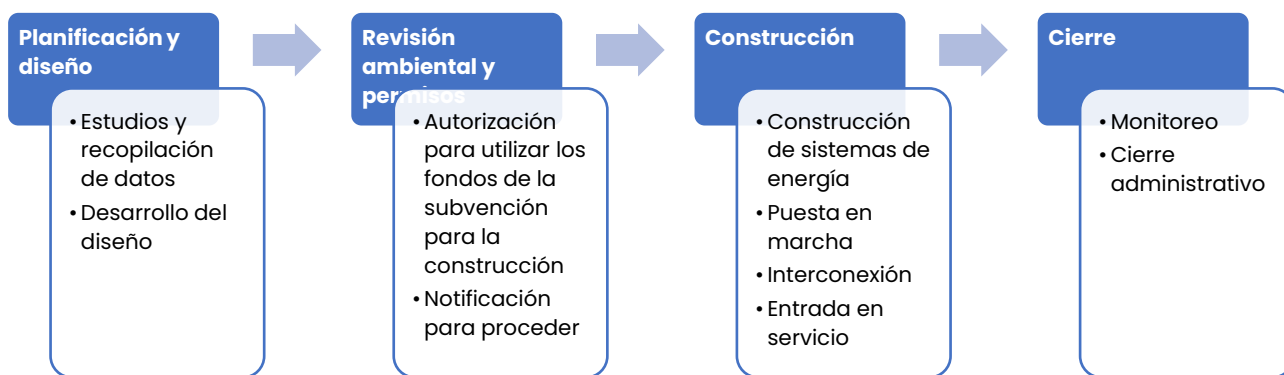 Planificación y
diseño
• Estudios y
recopilación
de datos
• Desarrollo del
diseño
Revisión
ambiental y
permisos
• Autorización
para utilizar los
fondos de la
subvención
para la
construcción
• Notificación
para proceder
Construcción
• Construcción
de sistemas de
energía
• Puesta en
marcha
• Interconexión
• Entrada en
servicio
Cierre
• Monitoreo
• Cierre
administrativo